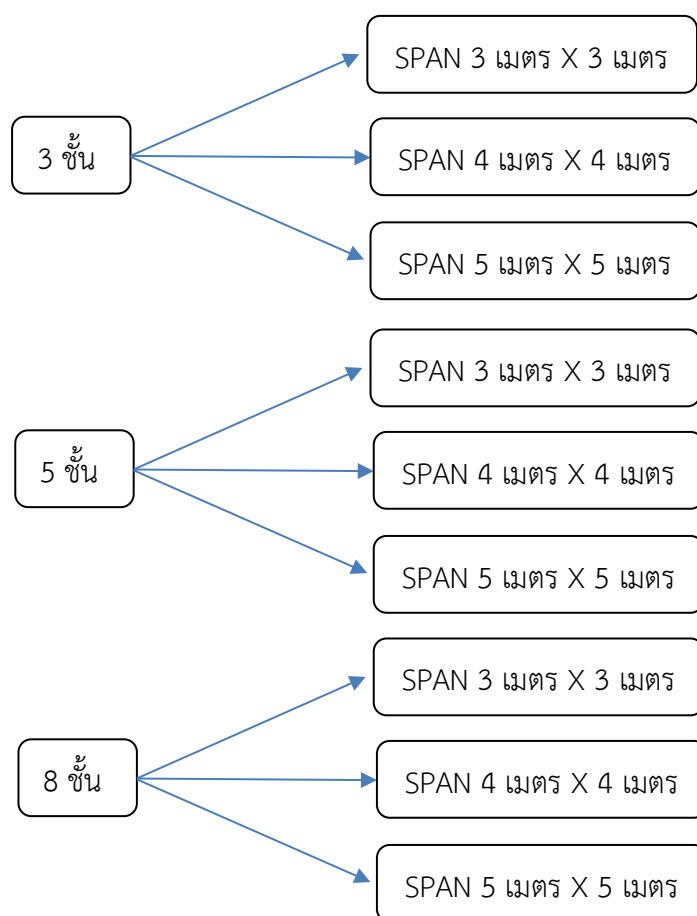 3 ชั้น
SPAN 3 เมตร X 3 เมตร
SPAN 4 เมตร X 4 เมตร
SPAN 5 เมตร X 5 เมตร
5 ชั้น
SPAN 3 เมตร X 3 เมตร
SPAN 4 เมตร X 4 เมตร
SPAN 5 เมตร X 5 เมตร
8 ชั้น
SPAN 3 เมตร X 3 เมตร
SPAN 4 เมตร X 4 เมตร
SPAN 5 เมตร X 5 เมตร